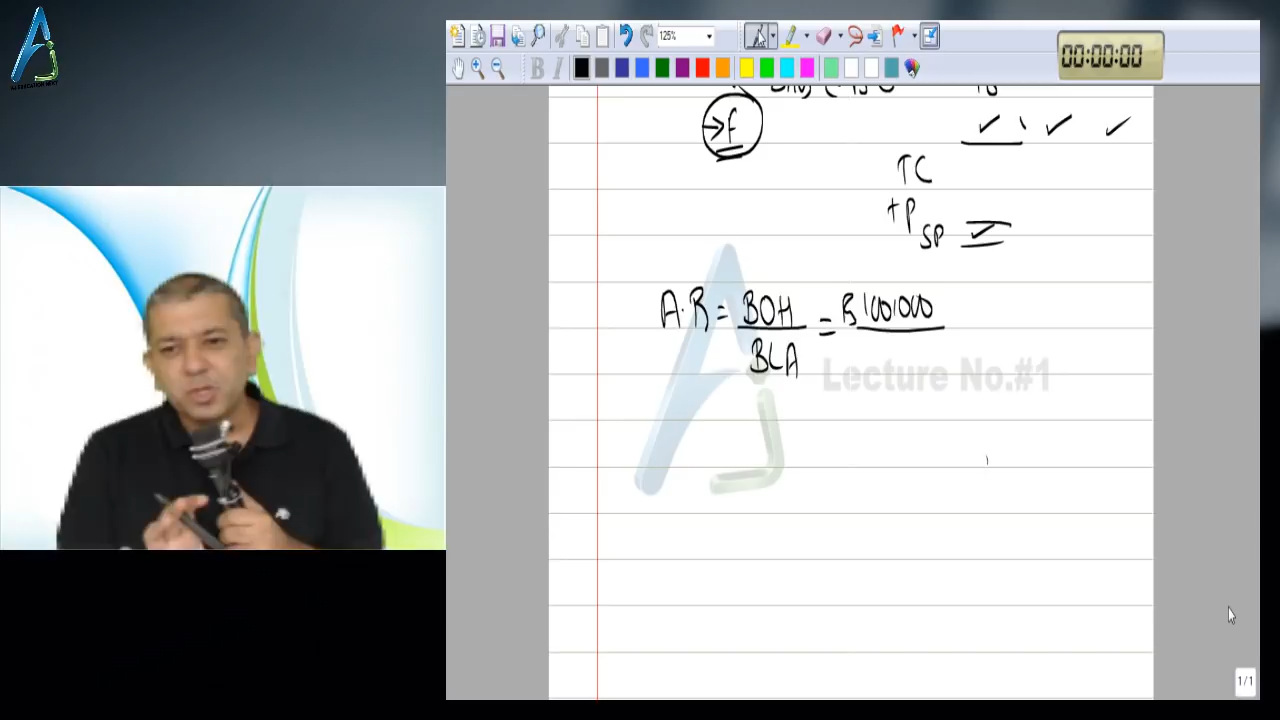 00:00:00
125%
B I
→F ✓ ✓ ✓
TC
+P
SP ✓
A.R = BOH = B 100,000
BLA
Lecture No.#1
1/1